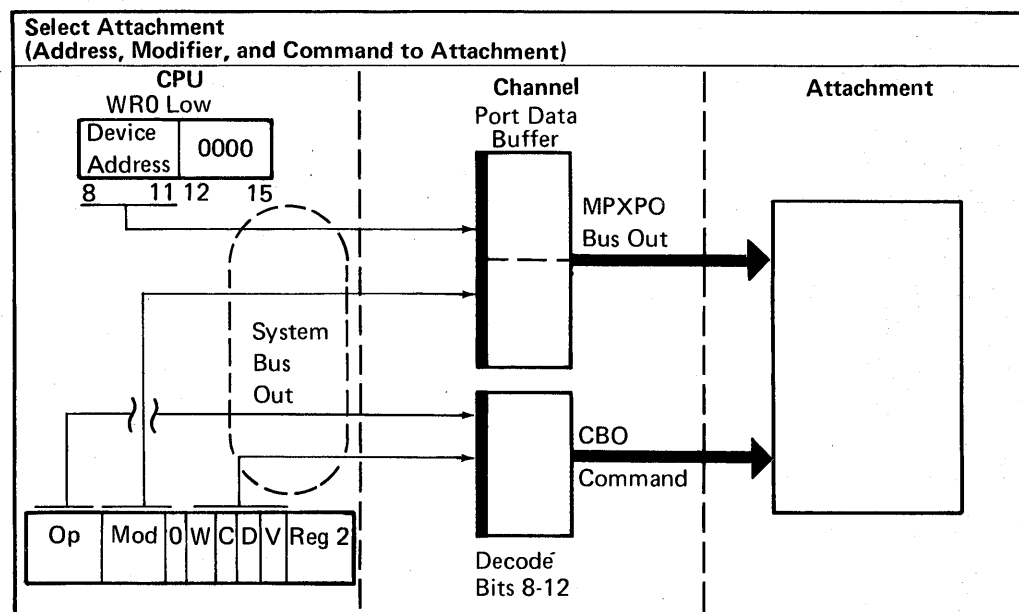 Select Attachment
(Address, Modifier, and Command to Attachment)
CPU
WR0 Low
Device
Address
0000
8 11 12 15
System
Bus
Out
Op Mod 0 W C D V Reg 2
Channel
Port Data
Buffer
MPXPO
Bus Out
CBO
Command
Decode
Bits 8-12
Attachment